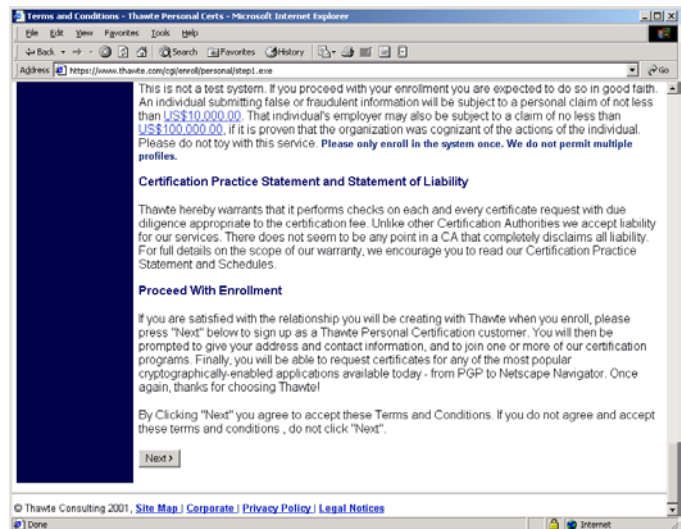 Terms and Conditions - Thawte Personal Certs - Microsoft Internet Explorer
File Edit View Favorites Tools Help
Back Search Favorites History
Address https://www.thawte.com/cgi/enroll/personal/step1.exe Go
This is not a test system. If you proceed with your enrollment you are expected to do so in good faith.
An individual submitting false or fraudulent information will be subject to a personal claim of not less
than US$10,000.00. That individual's employer may also be subject to a claim of no less than
US$100,000.00, if it is proven that the organization was cognizant of the actions of the individual.
Please do not toy with this service. Please only enroll in the system once. We do not permit multiple
profiles.
Certification Practice Statement and Statement of Liability
Thawte hereby warrants that it performs checks on each and every certificate request with due
diligence appropriate to the certification fee. Unlike other Certification Authorities we accept liability
for our services. There does not seem to be any point in a CA that completely disclaims all liability.
For full details on the scope of our warranty, we encourage you to read our Certification Practice
Statement and Schedules.
Proceed With Enrollment
If you are satisfied with the relationship you will be creating with Thawte when you enroll, please
press "Next" below to sign up as a Thawte Personal Certification customer. You will then be
prompted to give your address and contact information, and to join one or more of our certification
programs. Finally, you will be able to request certificates for any of the most popular
cryptographically-enabled applications available today - from PGP to Netscape Navigator. Once
again, thanks for choosing Thawte!
By Clicking "Next" you agree to accept these Terms and Conditions. If you do not agree and accept
these terms and conditions , do not click "Next".
Next >
© Thawte Consulting 2001, Site Map | Corporate | Privacy Policy | Legal Notices
Done Internet